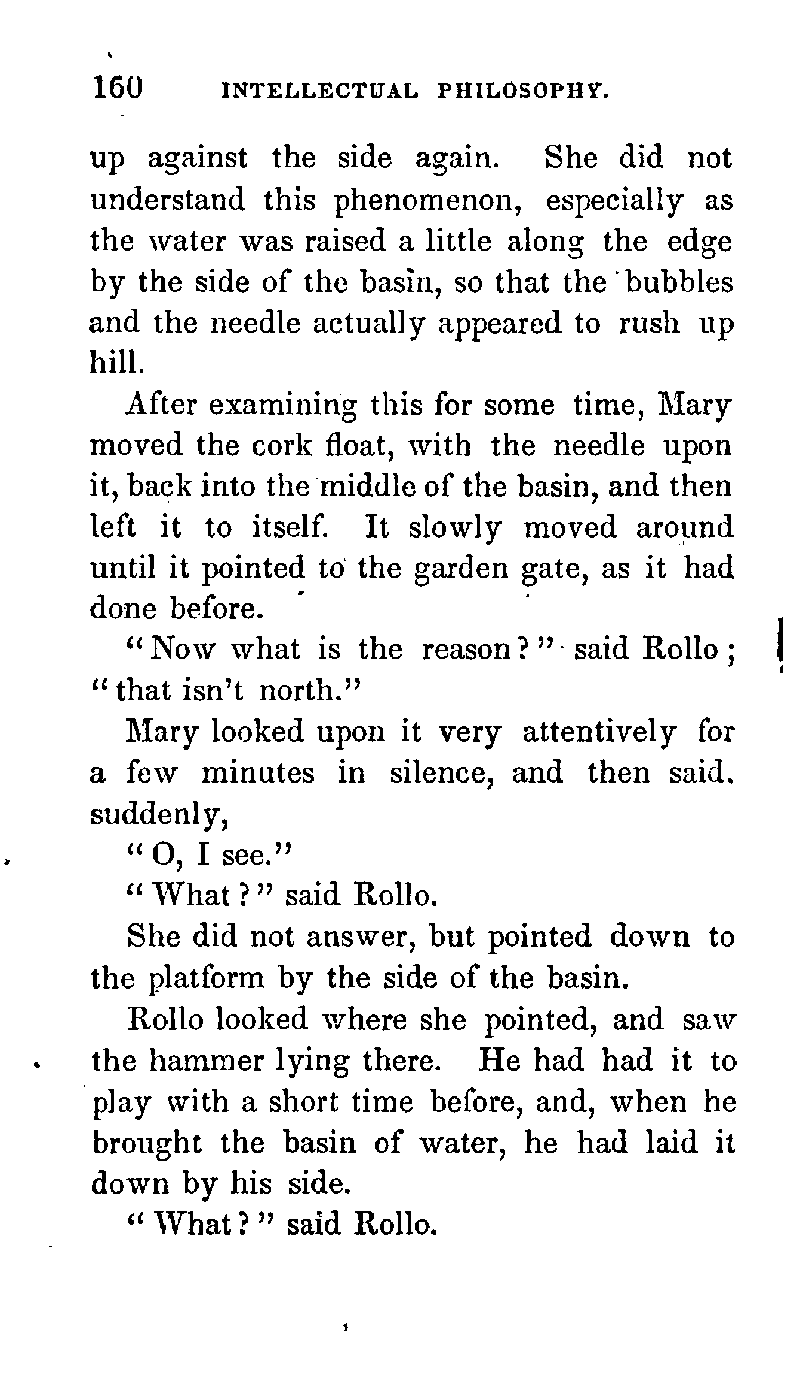 160 INTELLECTUAL PHILOSOPHY.
up against the side again. She did not
understand this phenomenon, especially as
the water was raised a little along the edge
by the side of the basin, so that the bubbles
and the needle actually appeared to rush up
hill.
After examining this for some time, Mary
moved the cork float, with the needle upon
it, back into the middle of the basin, and then
left it to itself. It slowly moved around
until it pointed to the garden gate, as it had
done before.
“Now what is the reason?” said Rollo;
“that isn't north.”
Mary looked upon it very attentively for
a few minutes in silence, and then said.
suddenly,
“O, I see.”
“What?” said Rollo.
She did not answer, but pointed down to
the platform by the side of the basin.
Rollo looked where she pointed, and saw
the hammer lying there. He had had it to
play with a short time before, and, when he
brought the basin of water, he had laid it
down by his side.
“What?” said Rollo.